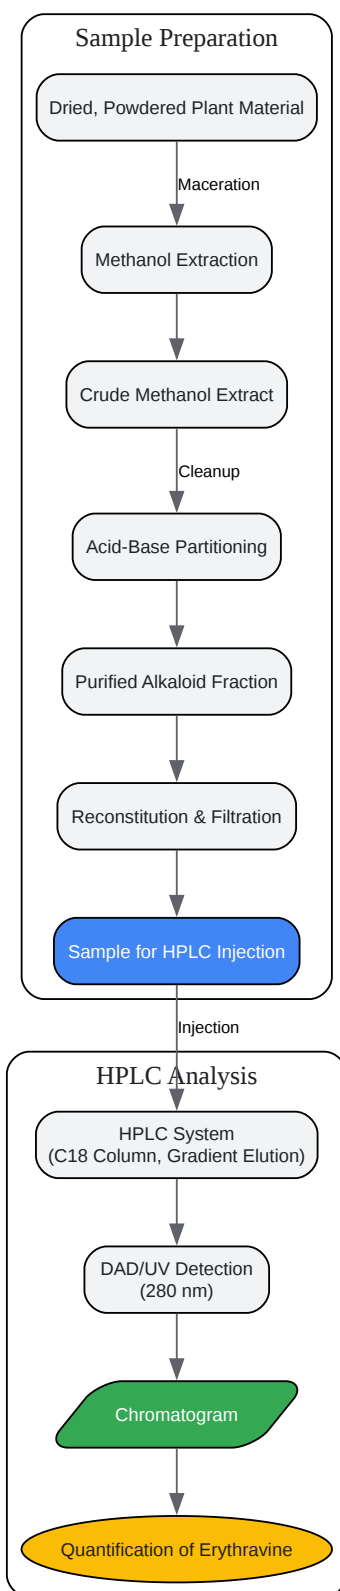 Sample Preparation
Dried, Powdered Plant Material
Maceration
Methanol Extraction
Crude Methanol Extract
Cleanup
Acid-Base Partitioning
Purified Alkaloid Fraction
Reconstitution & Filtration
Sample for HPLC Injection
Injection
HPLC Analysis
HPLC System
(C18 Column, Gradient Elution)
DAD/UV Detection
(280 nm)
Chromatogram
Quantification of Erythravine